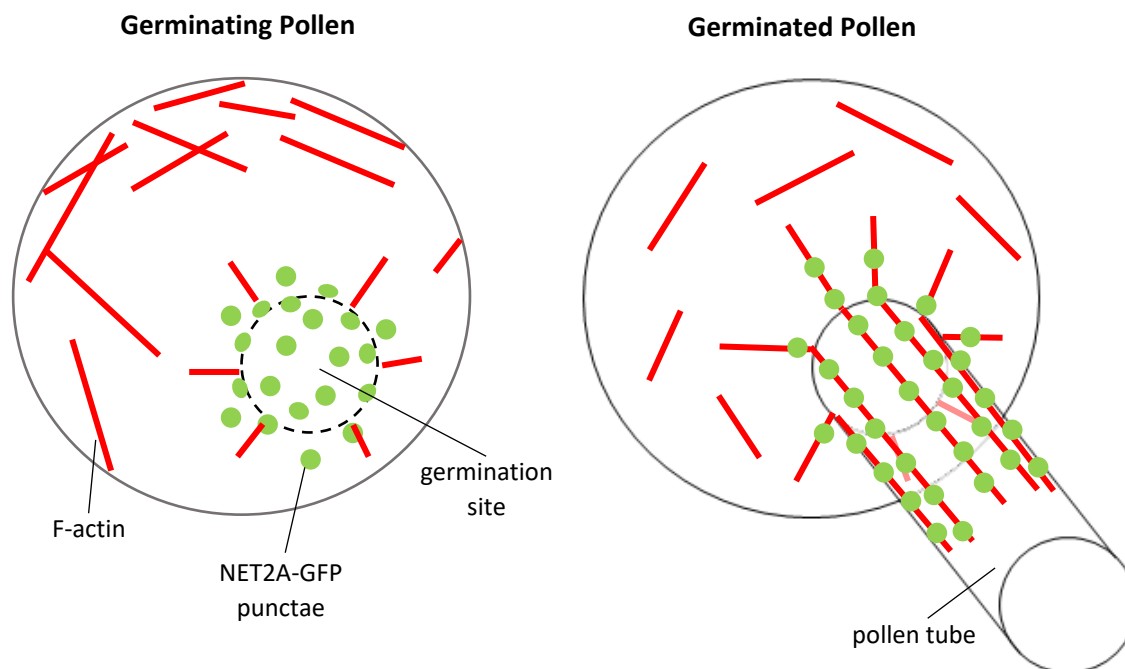 Germinating Pollen
Germinated Pollen
F-actin
NET2A-GFP
punctae
germination
site
pollen tube